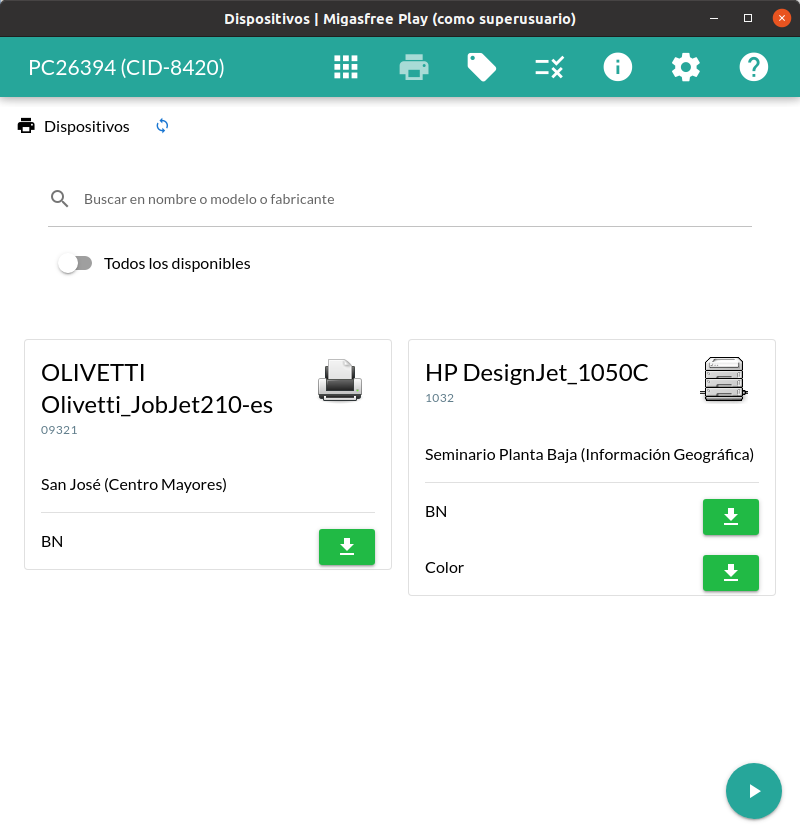 Dispositivos | Migasfree Play (como superusuario)
PC26394 (CID-8420)
Dispositivos
Buscar en nombre o modelo o fabricante
Todos los disponibles
OLIVETTI
Olivetti_JobJet210-es
09321
San José (Centro Mayores)
BN
HP DesignJet_1050C
1032
Seminario Planta Baja (Información Geográfica)
BN
Color